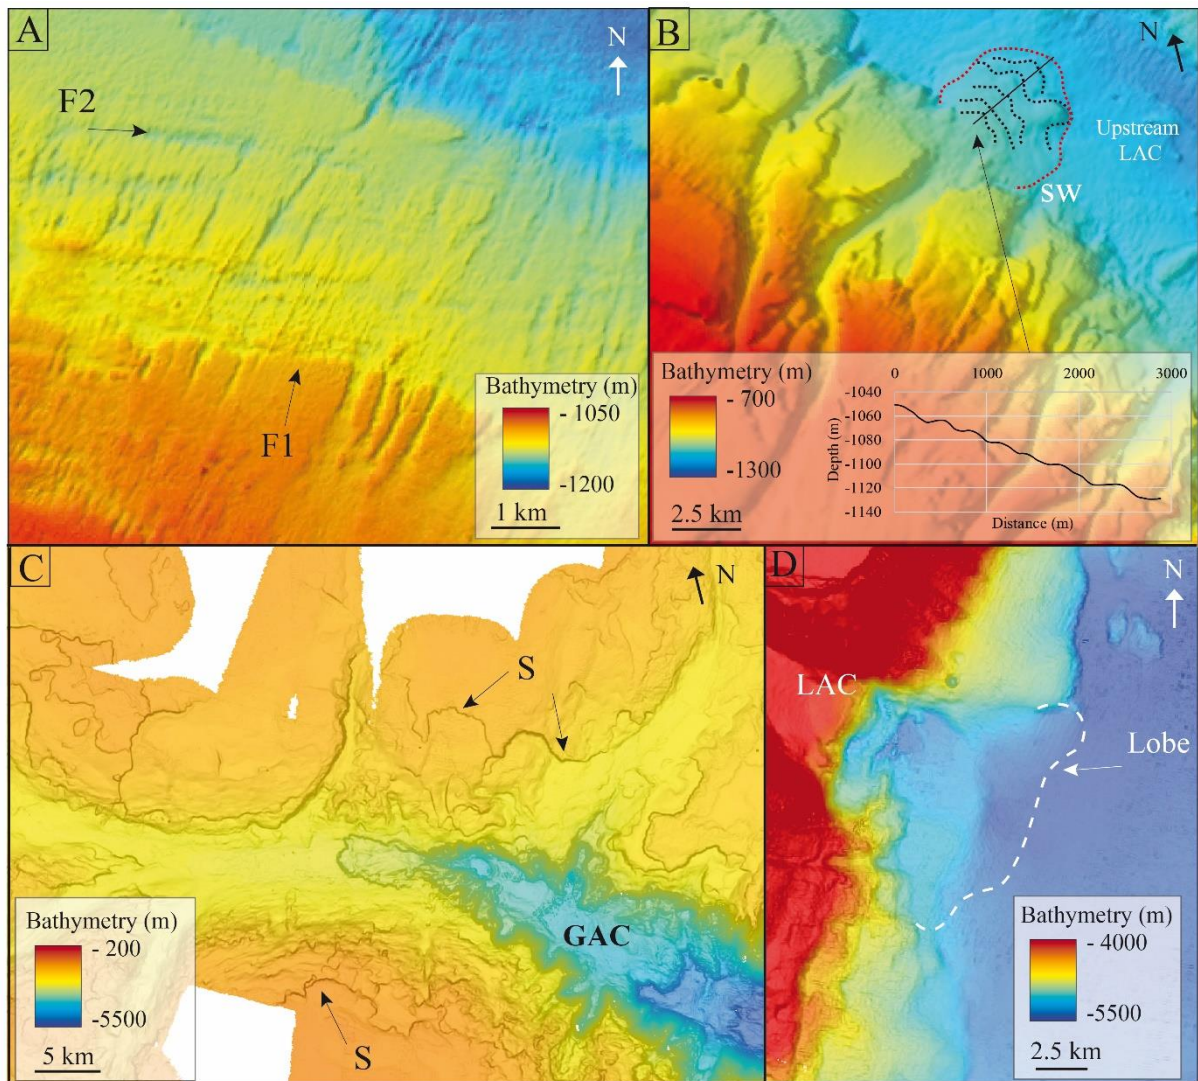 A
N
F2
F1
Bathymetry (m)
- 1050
-1200
1 km
B
N
Upstream
LAC
SW
Bathymetry (m)
- 700
-1300
2.5 km
0 1000 2000 3000
-1040
-1060
-1080
-1100
-1120
-1140
Depth (m)
Distance (m)
C
N
S
GAC
S
Bathymetry (m)
- 200
-5500
5 km
D
N
LAC
Lobe
Bathymetry (m)
- 4000
-5500
2.5 km